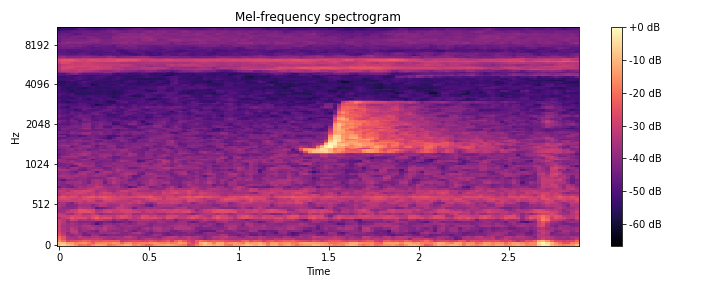 Mel-frequency spectrogram
Hz
8192
4096
2048
1024
512
0
0
0.5
1
1.5
2
2.5
Time
+0 dB
-10 dB
-20 dB
-30 dB
-40 dB
-50 dB
-60 dB